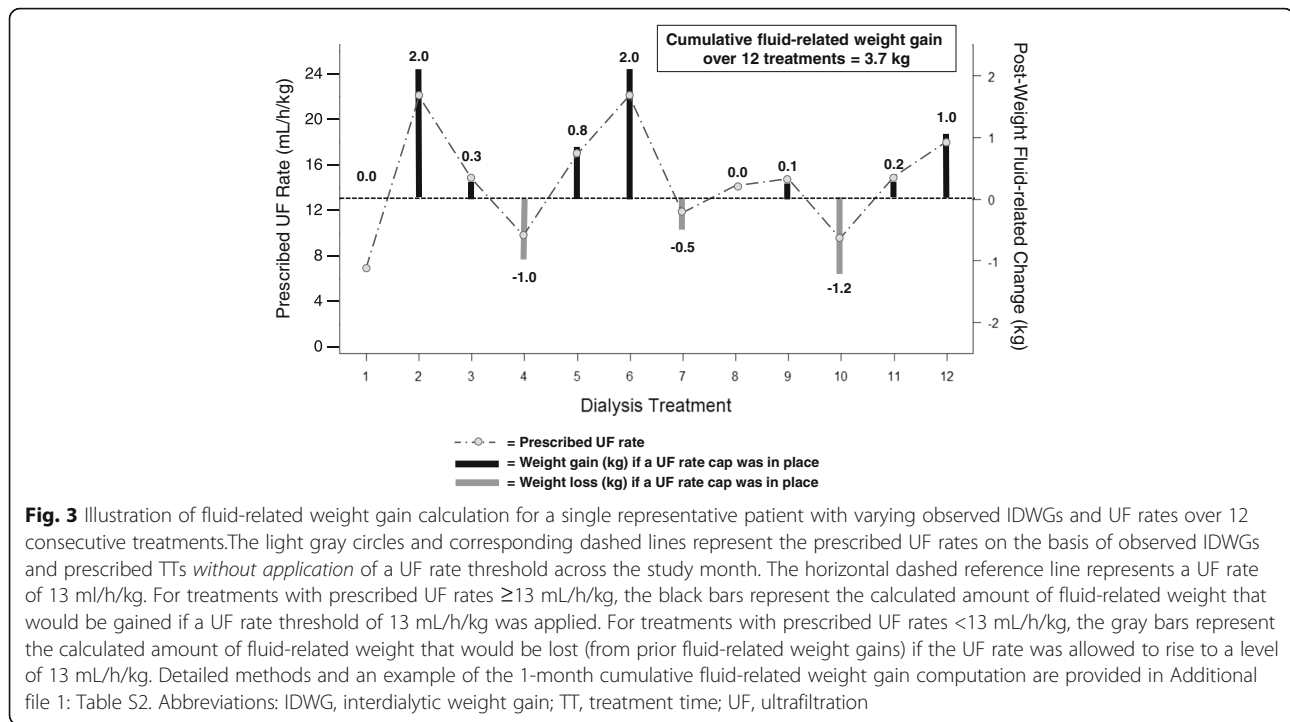 Cumulative fluid-related weight gain
over 12 treatments = 3.7 kg
Prescribed UF Rate (mL/h/kg)
24
20
16
12
8
4
0
0.0
2.0
0.3
-1.0
0.8
2.0
-0.5
0.0
0.1
-1.2
0.2
1.0
2
1
0
-1
-2
Post-Weight Fluid-related Change (kg)
1 2 3 4 5 6 7 8 9 10 11 12
Dialysis Treatment
= Prescribed UF rate
= Weight gain (kg) if a UF rate cap was in place
= Weight loss (kg) if a UF rate cap was in place
Fig. 3 Illustration of fluid-related weight gain calculation for a single representative patient with varying observed IDWGs and UF rates over 12
consecutive treatments.The light gray circles and corresponding dashed lines represent the prescribed UF rates on the basis of observed IDWGs
and prescribed TTs without application of a UF rate threshold across the study month. The horizontal dashed reference line represents a UF rate
of 13 ml/h/kg. For treatments with prescribed UF rates ≥13 mL/h/kg, the black bars represent the calculated amount of fluid-related weight that
would be gained if a UF rate threshold of 13 mL/h/kg was applied. For treatments with prescribed UF rates <13 mL/h/kg, the gray bars represent
the calculated amount of fluid-related weight that would be lost (from prior fluid-related weight gains) if the UF rate was allowed to rise to a level
of 13 mL/h/kg. Detailed methods and an example of the 1-month cumulative fluid-related weight gain computation are provided in Additional
file 1: Table S2. Abbreviations: IDWG, interdialytic weight gain; TT, treatment time; UF, ultrafiltration